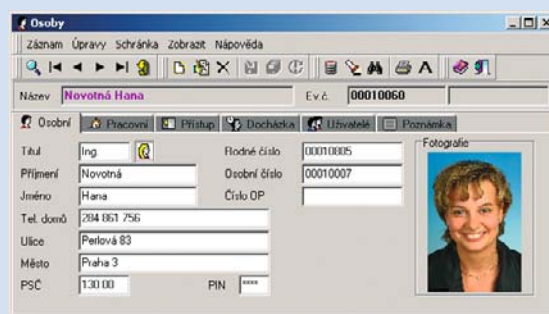 Osoby
Záznam Úpravy Schránka Zobrazit Nápověda
Název Novotná Hana Ev.č. 00010060
Osobní Pracovní Přístup Docházka Uživatelé Poznámka
Titul Ing. Rodné číslo 00010805 Fotografie
Příjmení Novotná Osobní číslo 00010007
Jméno Hana Číslo OP
Tel. domů 284 861 756
Ulice Perlová 83
Město Praha 3
PSČ 130 00 PIN ****